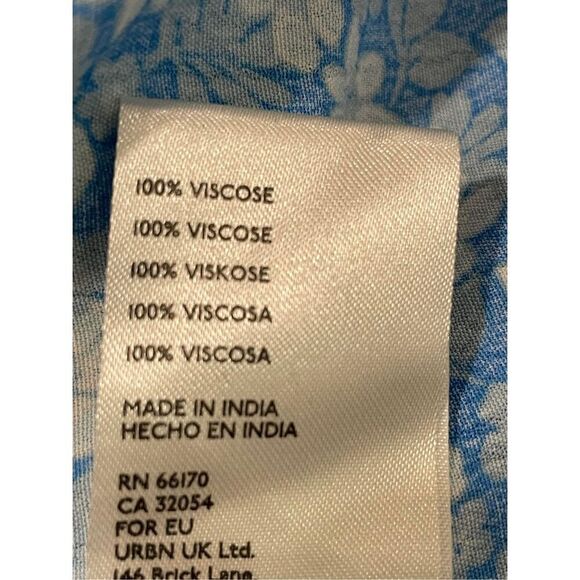 100% VISCOSE
100% VISCOSE
100% VISKOSE
100% VISCOSA
100% VISCOSA
MADE IN INDIA
HECHO EN INDIA
RN 66170
CA 32054
FOR EU
URBN UK Ltd.
146 Brick Lane,